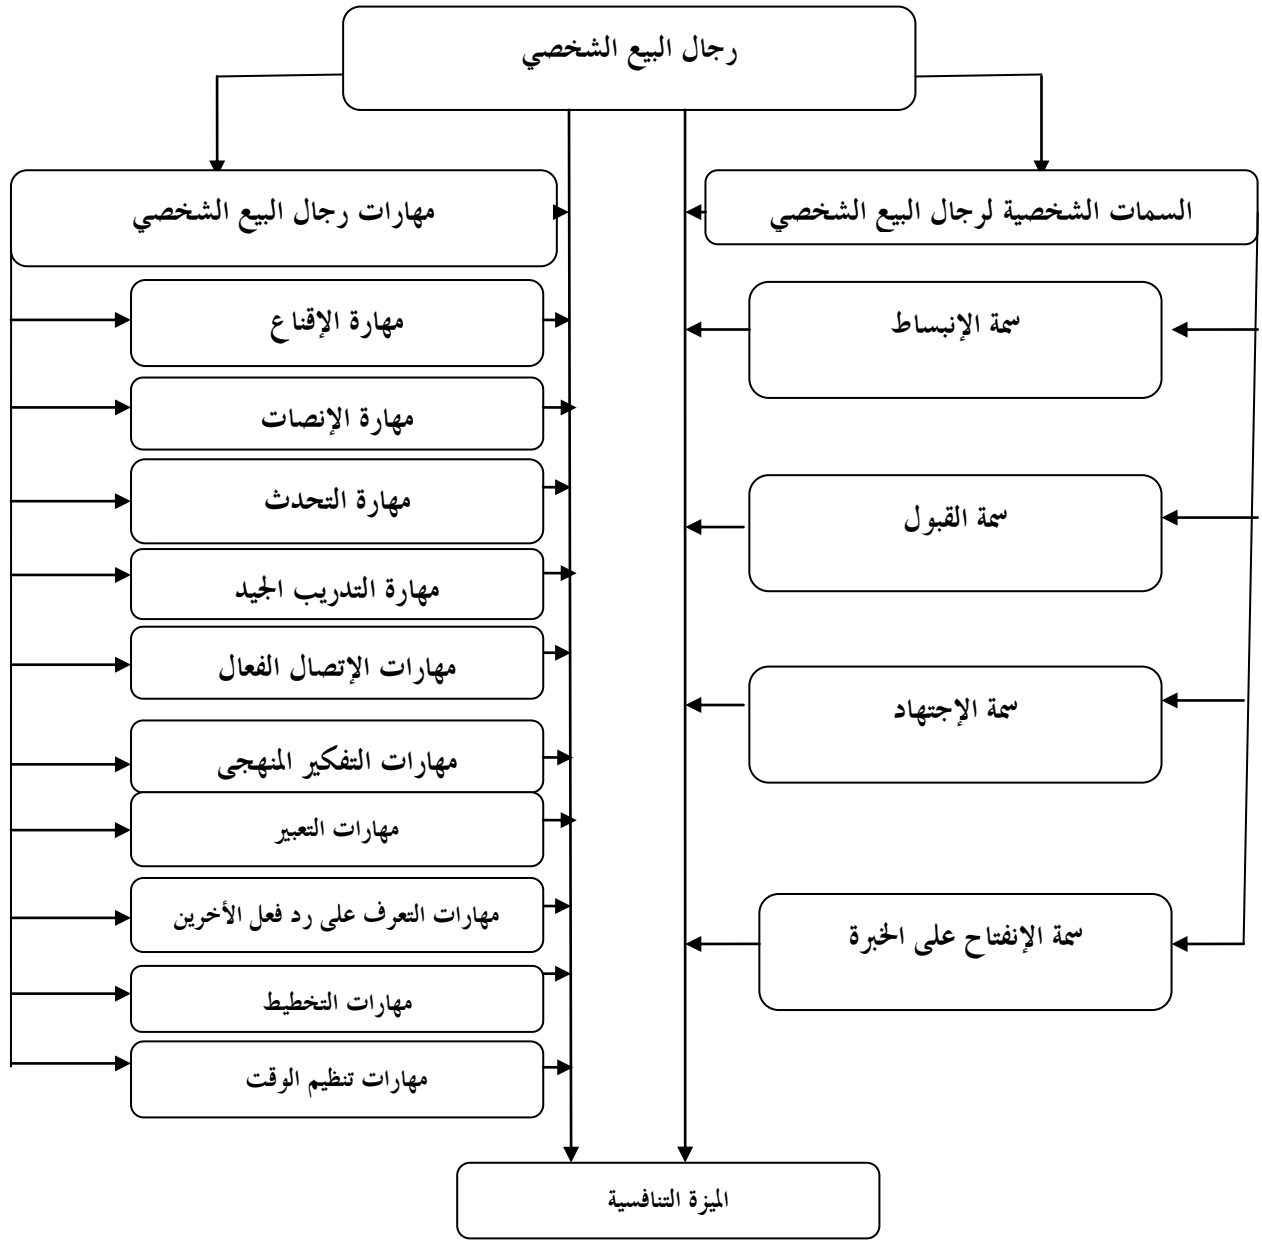 رجال البيع الشخصي
السمات الشخصية لرجال البيع الشخصي
سمة الإنبساط
سمة القبول
سمة الإجتهاد
سمة الإنفتاح على الخبرة
مهارات رجال البيع الشخصي
مهارة الإقناع
مهارة الإنصات
مهارة التحدث
مهارة التدريب الجيد
مهارات الإتصال الفعال
مهارات التفكير المنهجى
مهارات التعبير
مهارات التعرف على رد فعل الأخرين
مهارات التخطيط
مهارات تنظيم الوقت
الميزة التنافسية